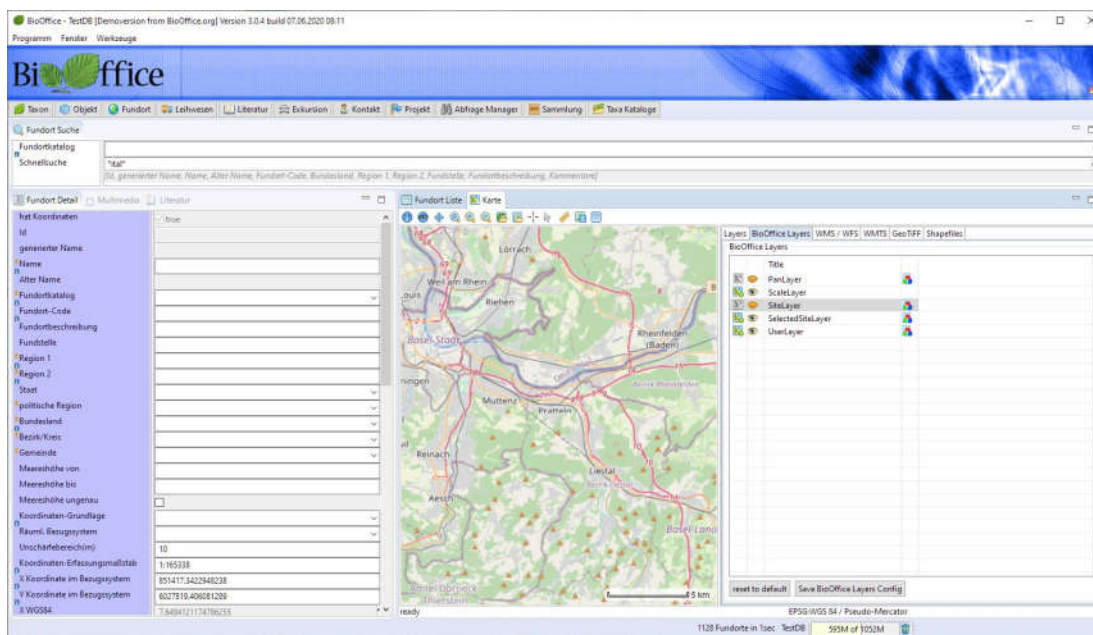 BioOffice - TestDB [Demoversion from BioOffice.org] Version 3.0.4 build 07.06.2020 08:11
Programm Fenster Werkzeuge
Bi ffice
Taxon Objekt Fundort Leihwesen Literatur Exkursion Kontakt Projekt Abfrage Manager Sammlung Taxa Kataloge
Fundort Suche
Fundortkatalog
Schnellsuche *ital*
[Id, generierter Name, Name, Alter Name, Fundort-Code, Bundesland, Region 1, Region 2, Fundstelle, Fundortbeschreibung, Kommentare]
Fundort Detail Multimedia Literatur
hat Koordinaten true
Id
generierter Name
Name
Alter Name
Fundortkatalog
Fundort-Code
Fundortbeschreibung
Fundstelle
Region 1
Region 2
Staat
politische Region
Bundesland
Bezirk/Kreis
Gemeinde
Meereshöhe von
Meereshöhe bis
Meereshöhe ungenau
Koordinaten-Grundlage
Räuml. Bezugssystem
Unschärfebereich(m) 10
Koordinaten-Erfassungsmaßstab 1:165338
X Koordinate im Bezugssystem 851417,3422948238
Y Koordinate im Bezugssystem 6027819,406081289
X WGS84
Fundort Liste Karte
Lörrach
Weil am Rhein
Riehen
Basel-Stadt
Rheinfelden
(Baden)
Muttenz
Pratteln
Reinach
Liestal
Aesch
Basel-Land
5 km
ready
Layers BioOffice Layers WMS / WFS WMTS GeoTIFF Shapefiles
BioOffice Layers
Title
PanLayer
ScaleLayer
SiteLayer
SelectedSiteLayer
UserLayer
reset to default Save BioOffice Layers Config
EPSG:WGS 84 / Pseudo-Mercator
1128 Fundorte in 1sec TestDB 595M of 1052M